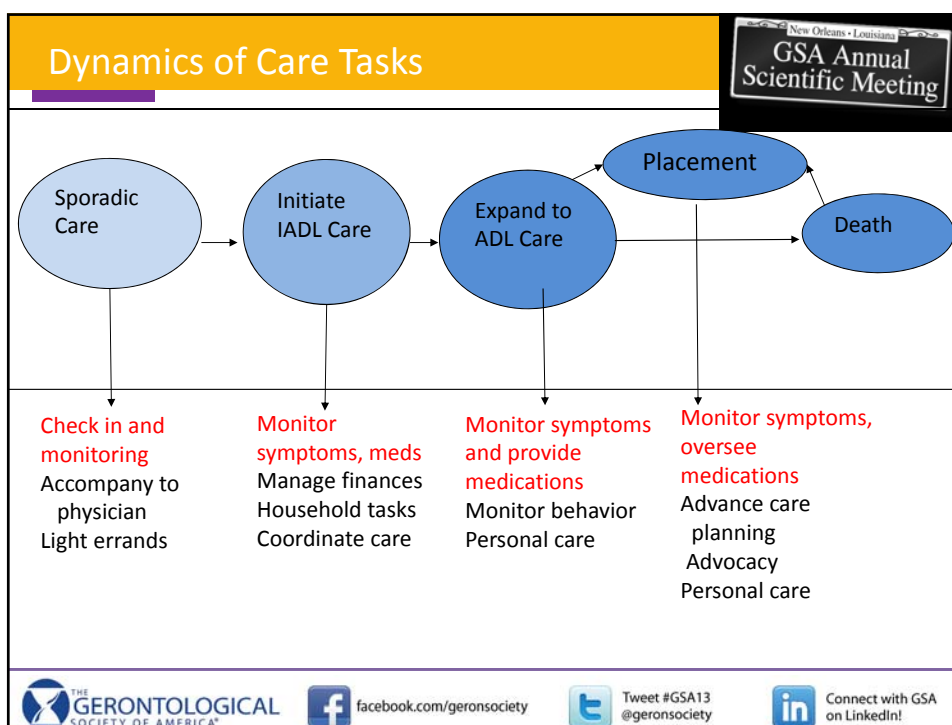 Dynamics of Care Tasks
New Orleans • Louisiana
GSA Annual
Scientific Meeting
Sporadic
Care
Initiate
IADL Care
Expand to
ADL Care
Placement
Death
Check in and
monitoring
Accompany to
physician
Light errands
Monitor
symptoms, meds
Manage finances
Household tasks
Coordinate care
Monitor symptoms
and provide
medications
Monitor behavior
Personal care
Monitor symptoms,
oversee
medications
Advance care
planning
Advocacy
Personal care
THE
GERONTOLOGICAL
SOCIETY OF AMERICA®
facebook.com/geronsociety
Tweet #GSA13
@geronsociety
in
Connect with GSA
on LinkedIn!